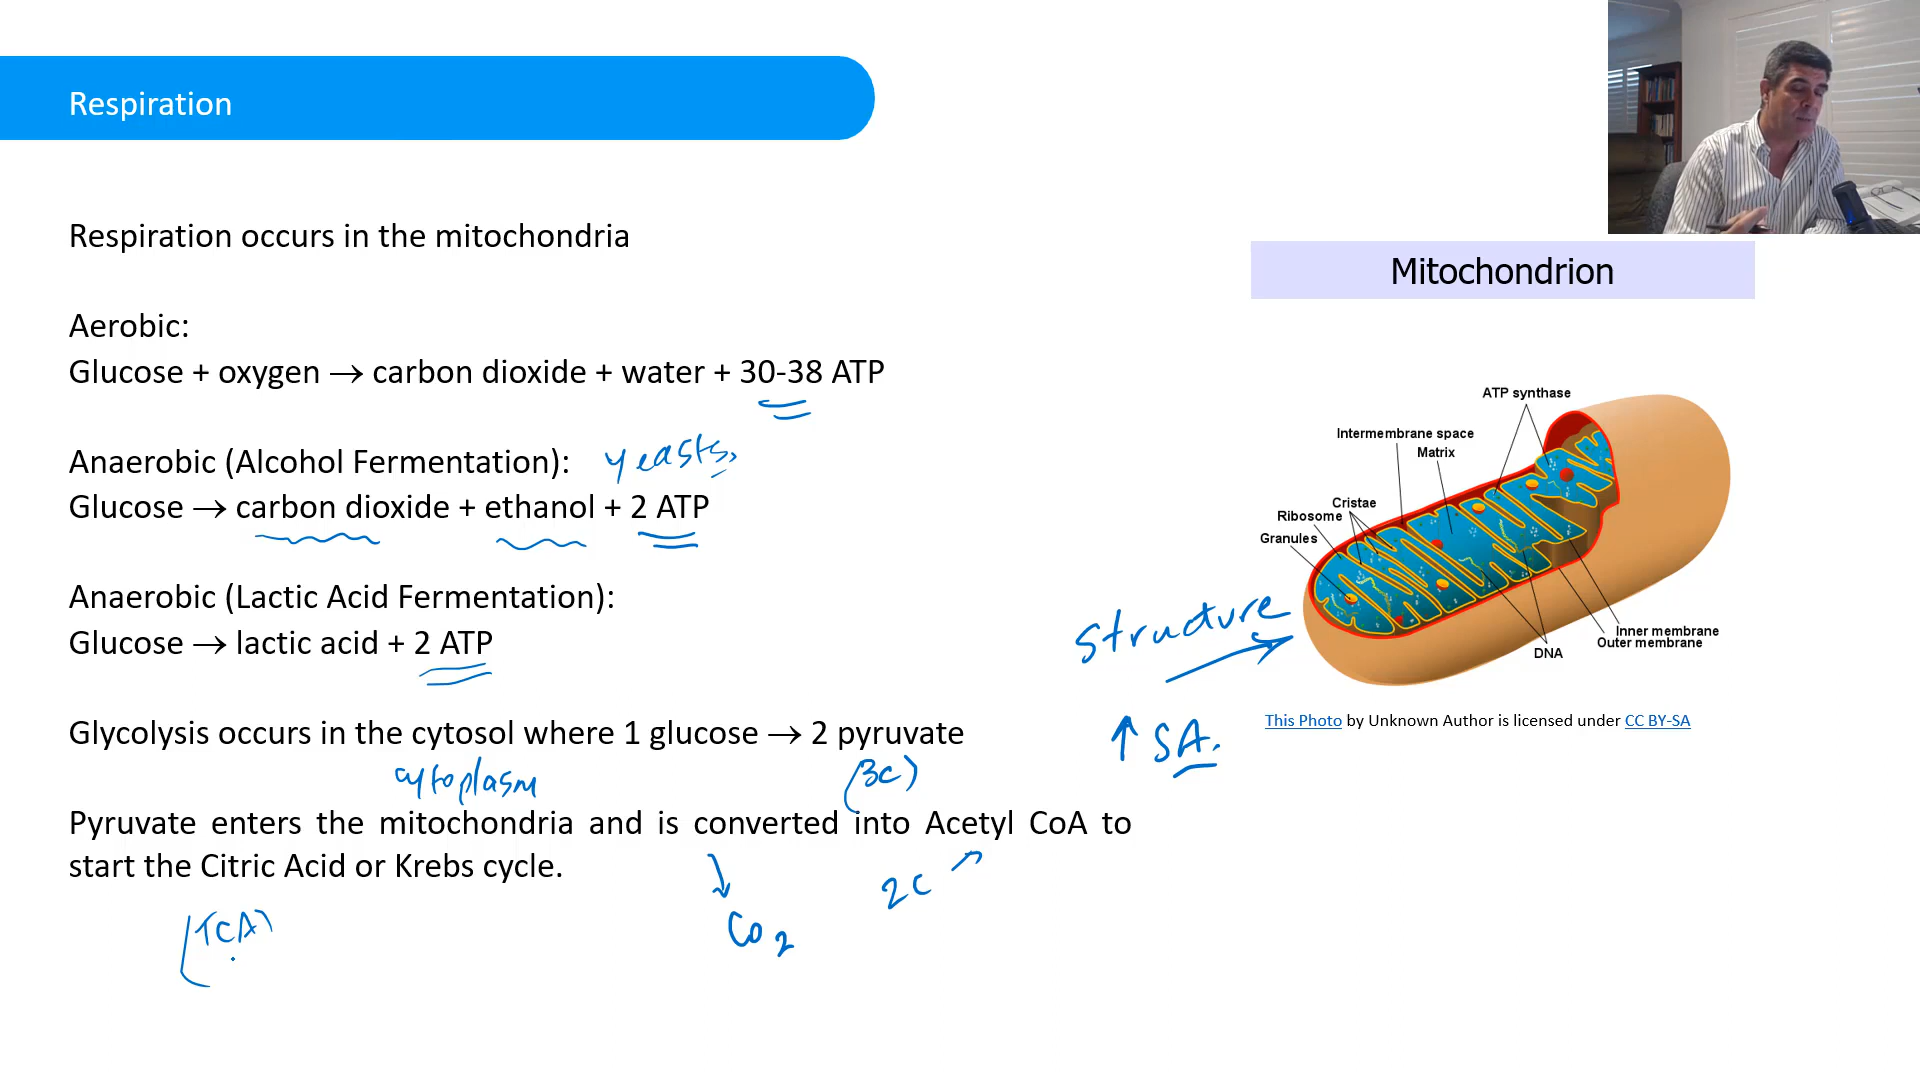 Respiration
Respiration occurs in the mitochondria
Aerobic:
Glucose + oxygen → carbon dioxide + water + 30-38 ATP
Anaerobic (Alcohol Fermentation): yeasts,
Glucose → carbon dioxide + ethanol + 2 ATP
Anaerobic (Lactic Acid Fermentation):
Glucose → lactic acid + 2 ATP
Glycolysis occurs in the cytosol where 1 glucose → 2 pyruvate
cytoplasm (3C)
Pyruvate enters the mitochondria and is converted into Acetyl CoA to
start the Citric Acid or Krebs cycle.
2C
(TCA)
CO2
Mitochondrion
ATP synthase
Intermembrane space
Matrix
Cristae
Ribosome
Granules
Inner membrane
Outer membrane
DNA
structure
↑ SA.
This Photo by Unknown Author is licensed under CC BY-SA